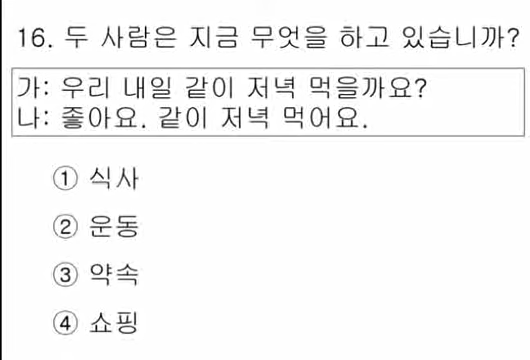 16. 두 사람은 지금 무엇을 하고 있습니까?
가: 우리 내일 같이 저녁 먹을까요?
나: 좋아요. 같이 저녁 먹어요.
① 식사
② 운동
③ 약속
④ 쇼핑